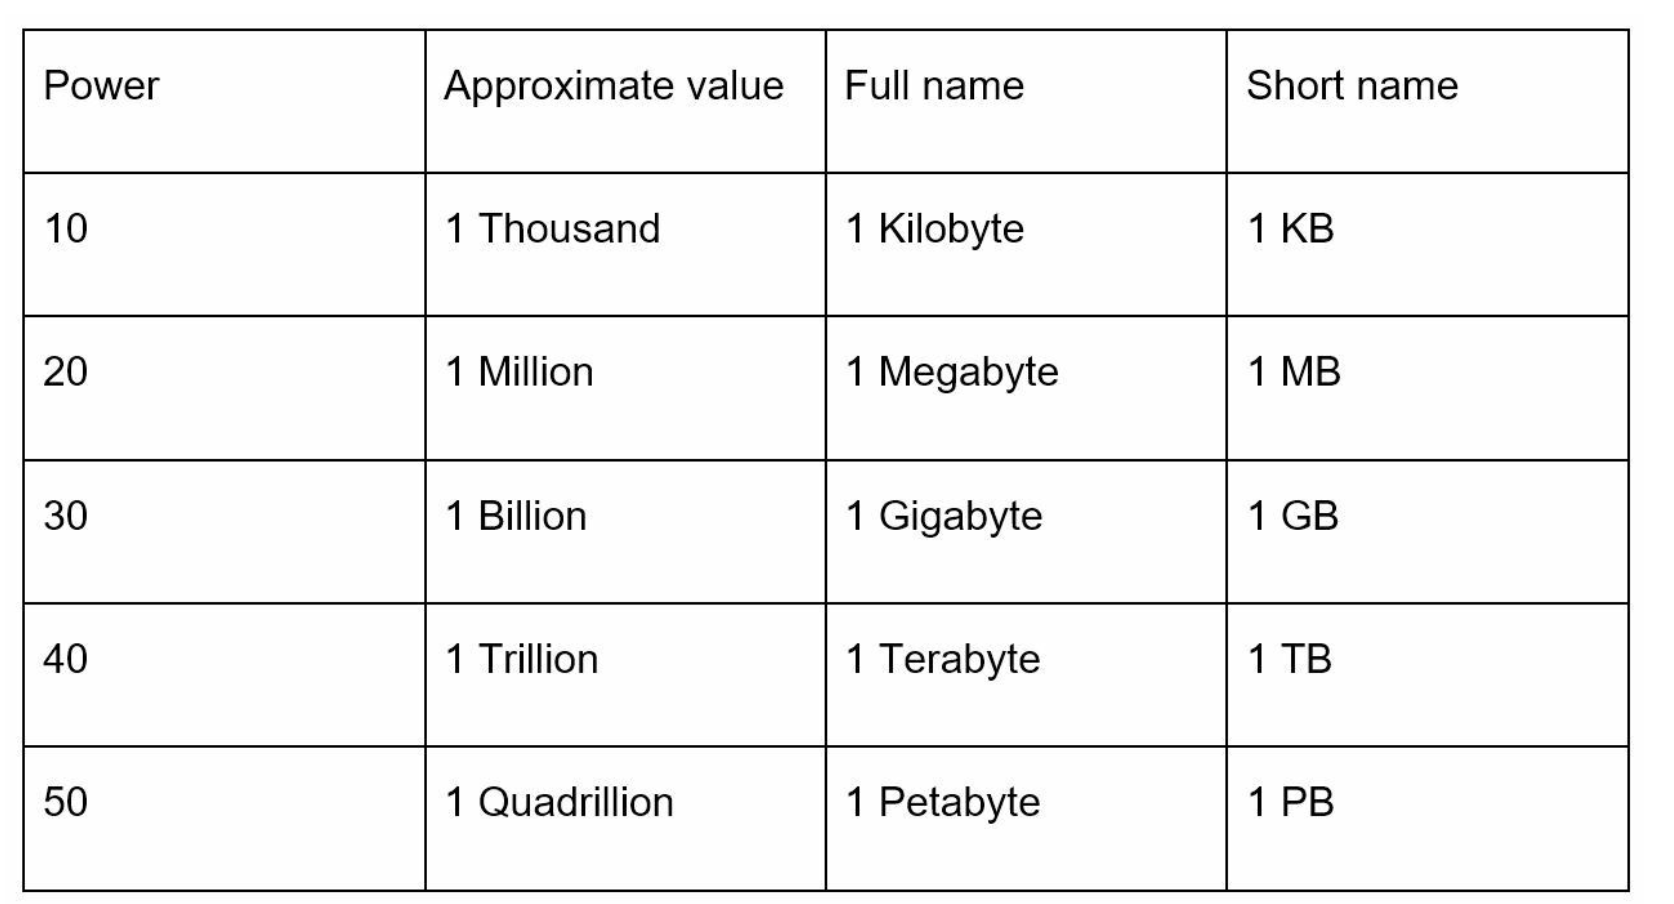 Power Approximate value Full name Short name
10 1 Thousand 1 Kilobyte 1 KB
20 1 Million 1 Megabyte 1 MB
30 1 Billion 1 Gigabyte 1 GB
40 1 Trillion 1 Terabyte 1 TB
50 1 Quadrillion 1 Petabyte 1 PB